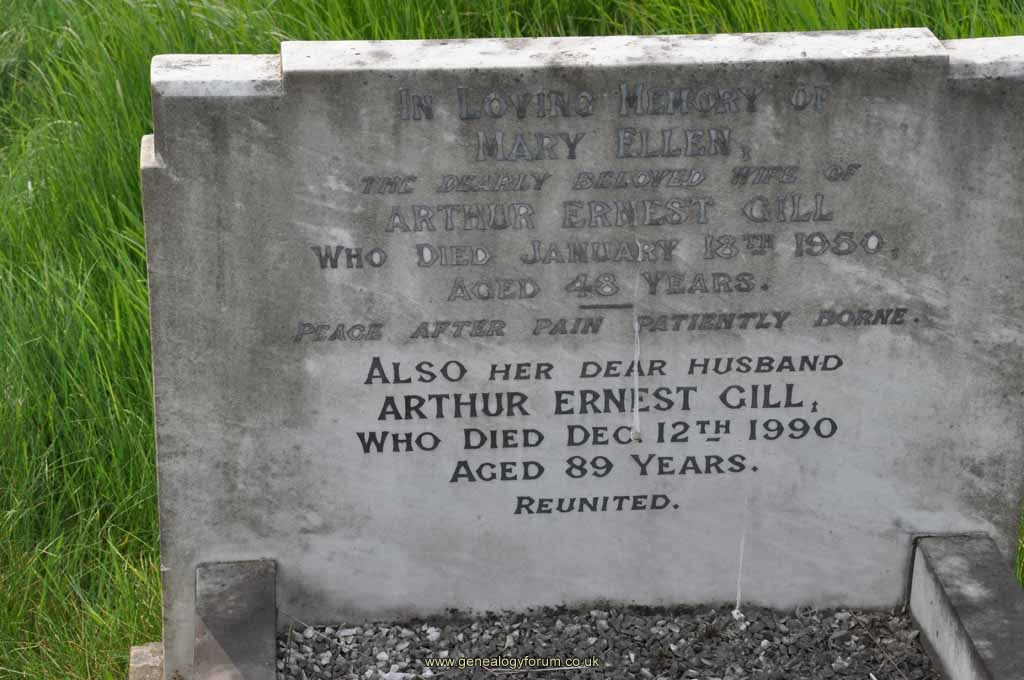 In Loving Memory of
Mary Ellen,
The dearly beloved wife of
Arthur Ernest Gill
Who Died January 18th 1950,
Aged 48 Years.
Peace after pain patiently borne.
Also her dear husband
Arthur Ernest Gill,
Who Died Dec. 12th 1990
Aged 89 Years.
Reunited.
www.genealogyforum.co.uk